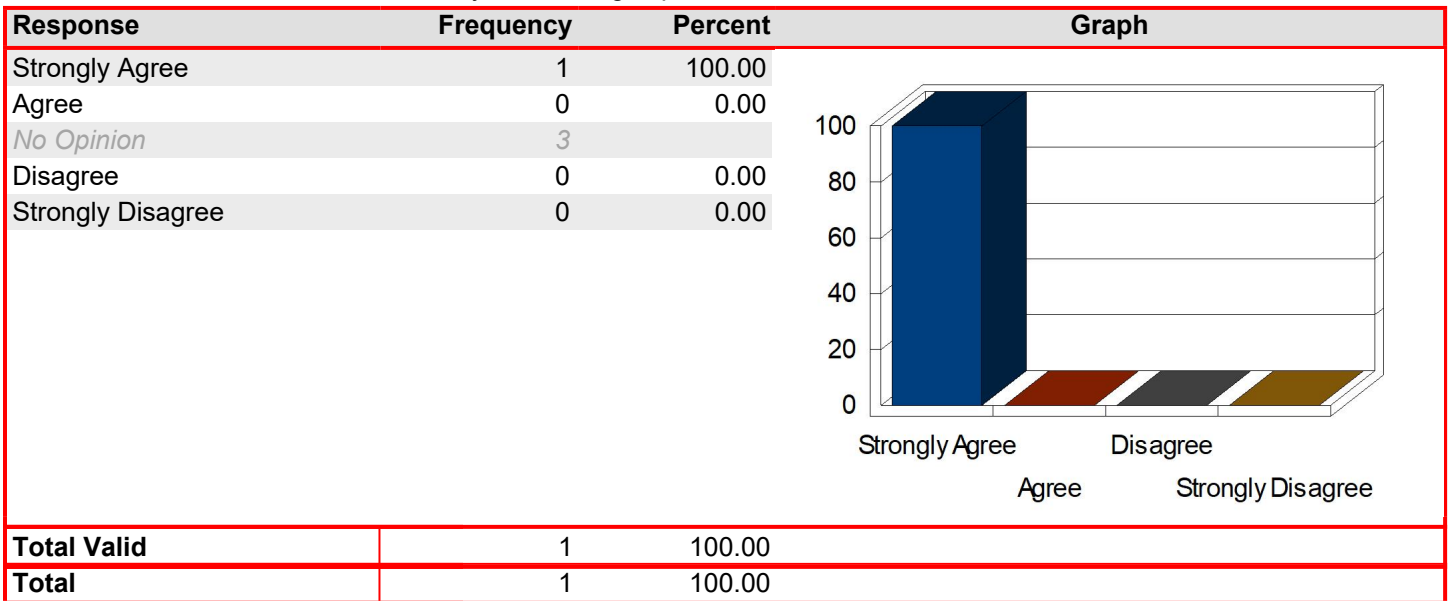 Response Frequency Percent Graph
Strongly Agree 1 100.00
Agree 0 0.00
No Opinion 3
Disagree 0 0.00
Strongly Disagree 0 0.00
100
80
60
40
20
0
Strongly Agree Disagree
Agree Strongly Disagree
Total Valid 1 100.00
Total 1 100.00